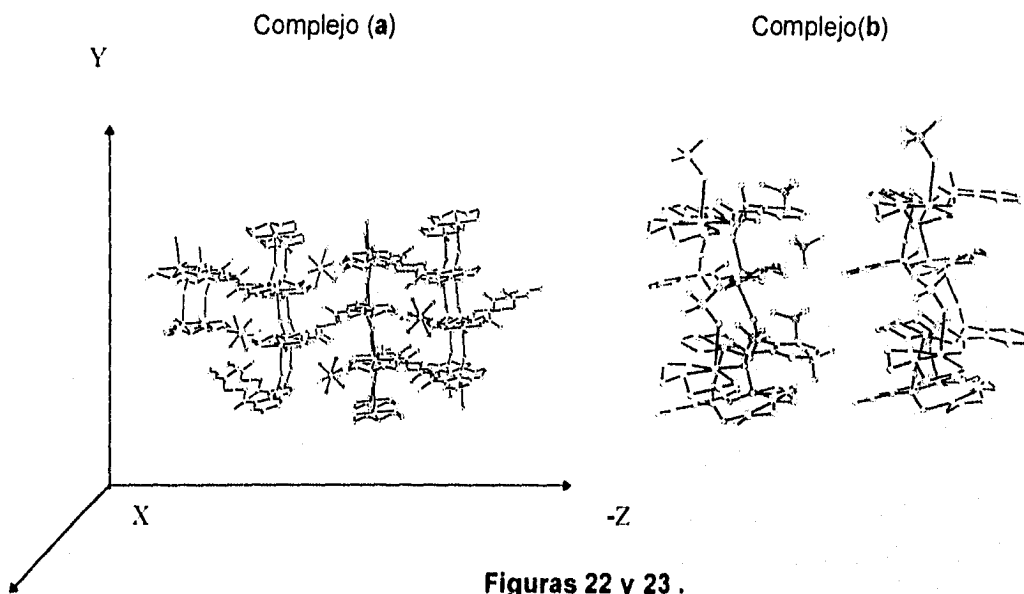 Complejo (a)
Complejo(b)
Y
X
-Z
Figuras 22 y 23 .